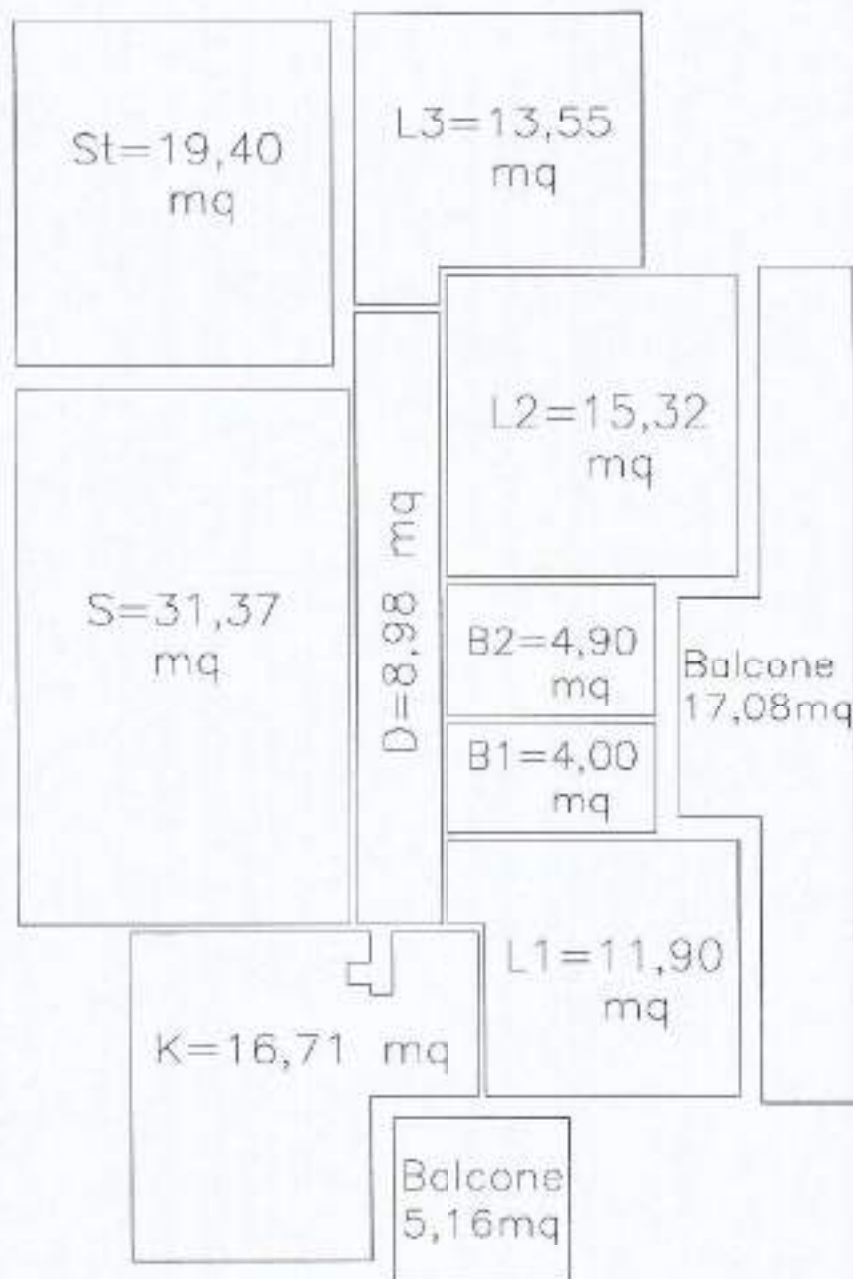 St=19,40
mq
L3=13,55
mq
L2=15,32
mq
S=31,37
mq
D=8,98 mq
B2=4,90
mq
Balcone
17,08mq
B1=4,00
mq
L1=11,90
mq
K=16,71 mq
Balcone
5,16mq